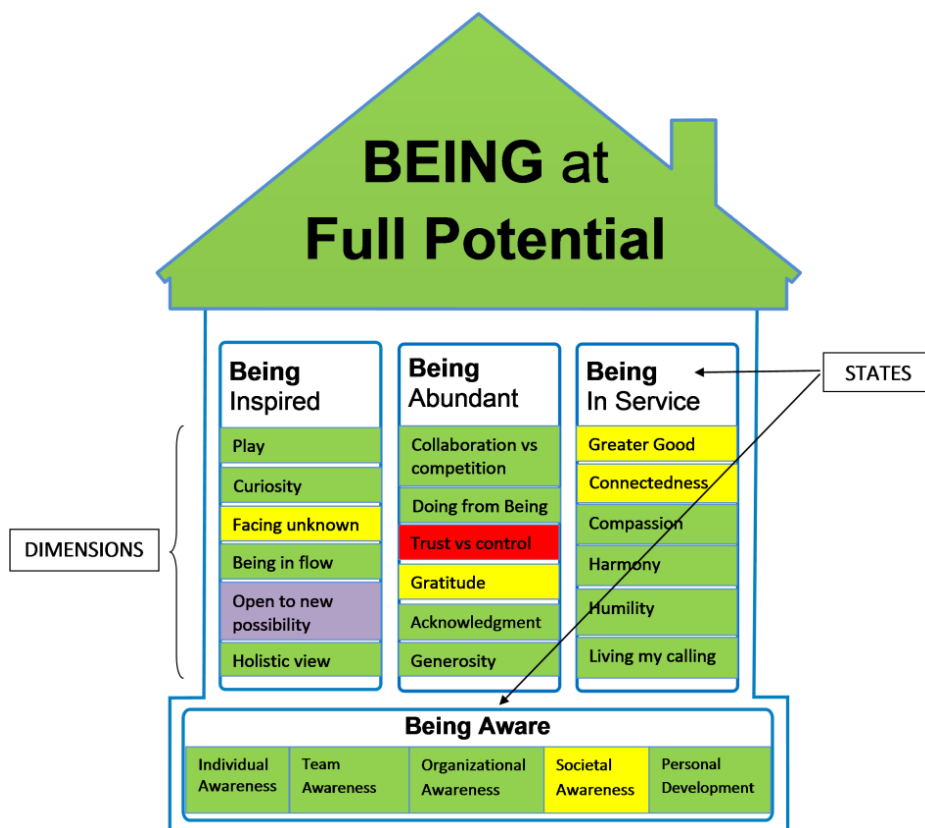 BEING at
Full Potential
Being
Inspired
Play
Curiosity
Facing unknown
Being in flow
Open to new
possibility
Holistic view
Being
Abundant
Collaboration vs
competition
Doing from Being
Trust vs control
Gratitude
Acknowledgment
Generosity
Being
In Service
Greater Good
Connectedness
Compassion
Harmony
Humility
Living my calling
STATES
DIMENSIONS
Being Aware
Individual
Awareness
Team
Awareness
Organizational
Awareness
Societal
Awareness
Personal
Development